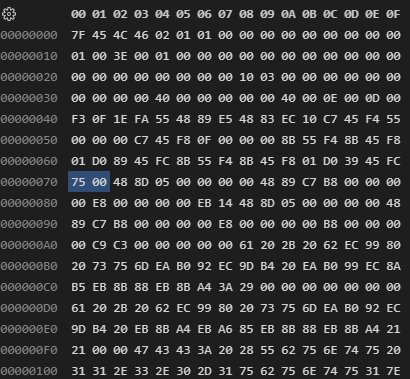 00 01 02 03 04 05 06 07 08 09 0A 0B 0C 0D 0E 0F
00000000 7F 45 4C 46 02 01 01 00 00 00 00 00 00 00 00 00
00000010 01 00 3E 00 01 00 00 00 00 00 00 00 00 00 00 00
00000020 00 00 00 00 00 00 00 00 10 03 00 00 00 00 00 00
00000030 00 00 00 00 40 00 00 00 00 00 40 00 0E 00 0D 00
00000040 F3 0F 1E FA 55 48 89 E5 48 83 EC 10 C7 45 F4 55
00000050 00 00 00 C7 45 F8 0F 00 00 00 8B 55 F4 8B 45 F8
00000060 01 D0 89 45 FC 8B 55 F4 8B 45 F8 01 D0 39 45 FC
00000070 75 00 48 8D 05 00 00 00 00 48 89 C7 B8 00 00 00
00000080 00 E8 00 00 00 00 EB 14 48 8D 05 00 00 00 00 48
00000090 89 C7 B8 00 00 00 00 E8 00 00 00 00 B8 00 00 00
000000A0 00 C9 C3 00 00 00 00 00 61 20 2B 20 62 EC 99 80
000000B0 20 73 75 6D EA B0 92 EC 9D B4 20 EA B0 99 EC 8A
000000C0 B5 EB 8B 88 EB 8B A4 3A 29 00 00 00 00 00 00 00
000000D0 61 20 2B 20 62 EC 99 80 20 73 75 6D EA B0 92 EC
000000E0 9D B4 20 EB 8B A4 EB A6 85 EB 8B 88 EB 8B A4 21
000000F0 21 00 00 47 43 43 3A 20 28 55 62 75 6E 74 75 20
00000100 31 31 2E 33 2E 30 2D 31 75 62 75 6E 74 75 31 7E